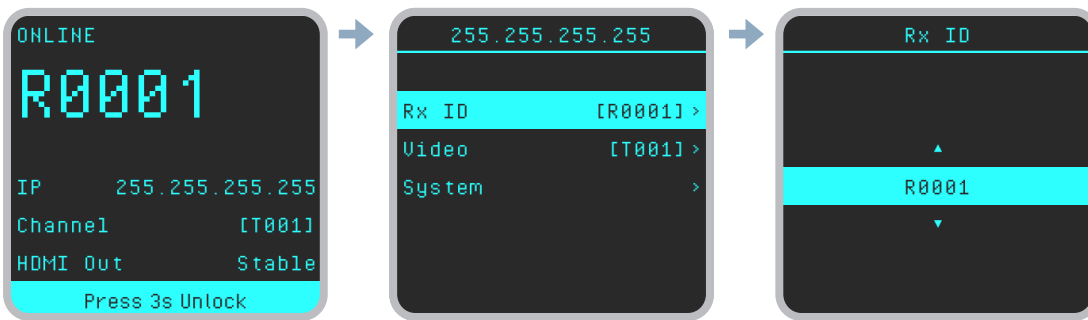 ONLINE
R0001
IP 255.255.255.255
Channel [T001]
HDMI Out Stable
Press 3s Unlock
255.255.255.255
Rx ID [R0001] >
Video [T001] >
System >
Rx ID
▲
R0001
▼